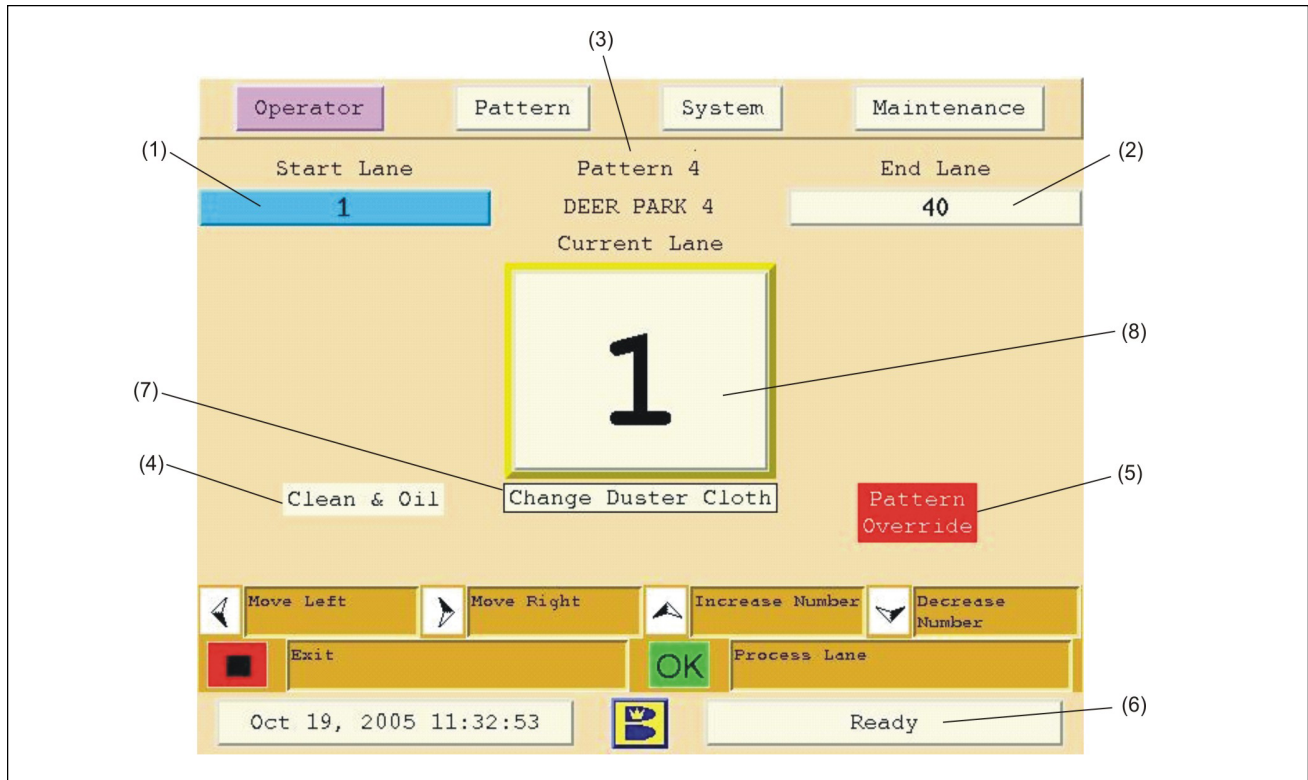 (3)
Operator Pattern System Maintenance
(1)
Start Lane Pattern 4 End Lane
(2)
1 DEER PARK 4 40
Current Lane
1
(8)
(7)
(4)
Clean & Oil Change Duster Cloth Pattern
Override
(5)
Move Left Move Right Increase Number Decrease
Number
Exit OK Process Lane
Oct 19, 2005 11:32:53 B Ready
(6)